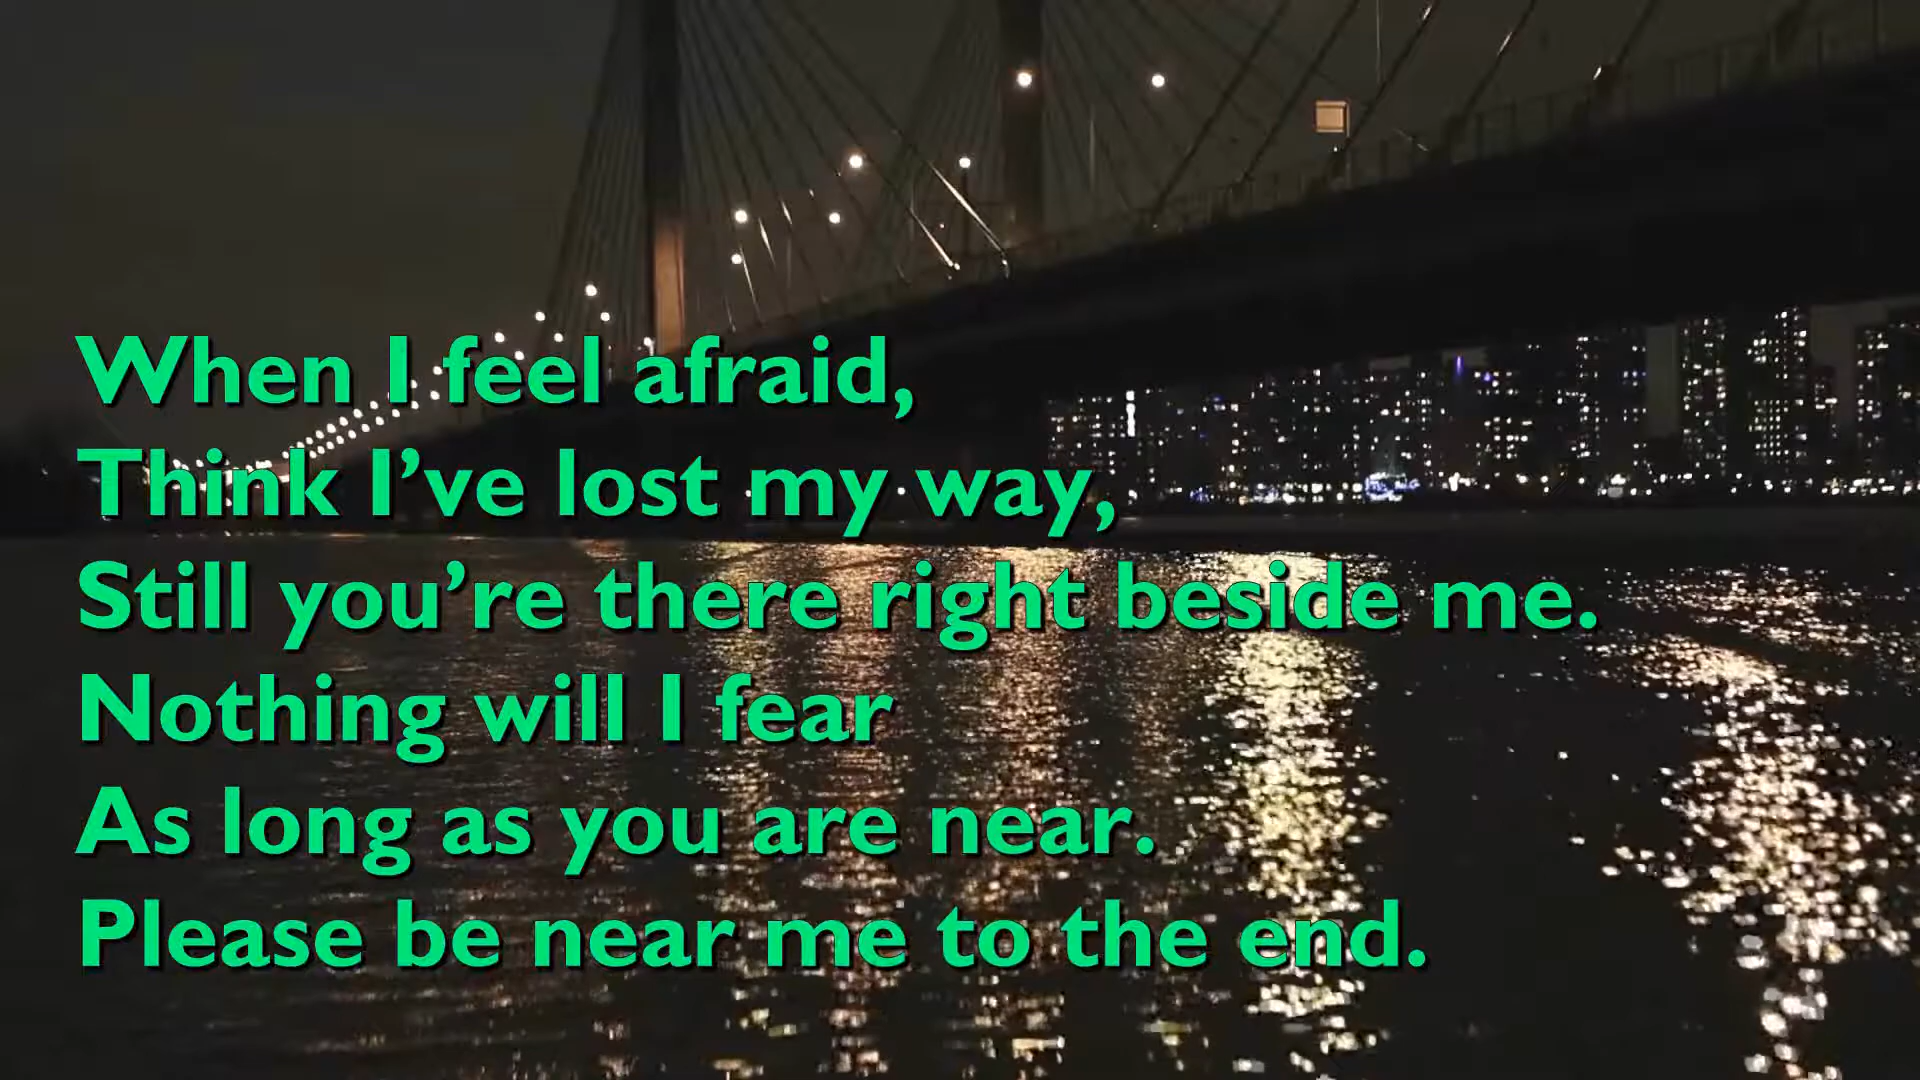 When I feel afraid,
Think I’ve lost my way,
Still you’re there right beside me.
Nothing will I fear
As long as you are near.
Please be near me to the end.